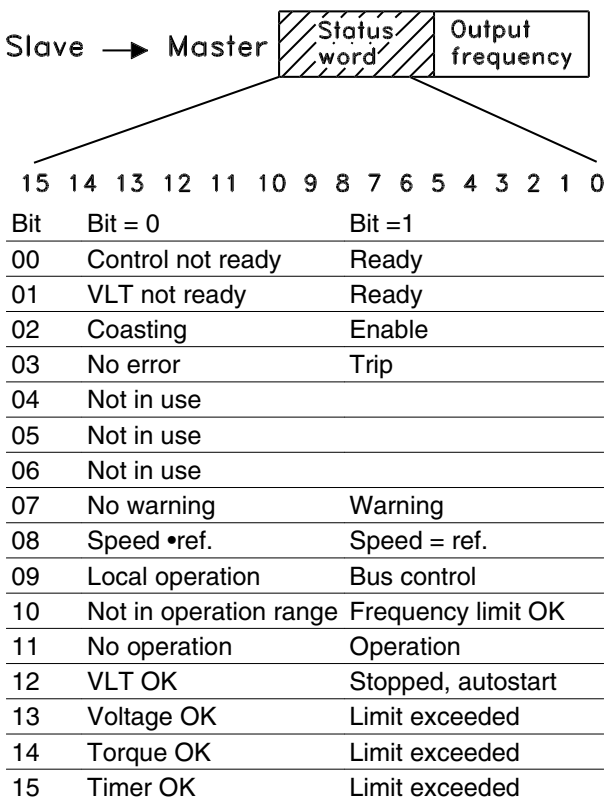 Slave → Master Status word Output frequency
15 14 13 12 11 10 9 8 7 6 5 4 3 2 1 0
Bit Bit = 0 Bit =1
00 Control not ready Ready
01 VLT not ready Ready
02 Coasting Enable
03 No error Trip
04 Not in use
05 Not in use
06 Not in use
07 No warning Warning
08 Speed •ref. Speed = ref.
09 Local operation Bus control
10 Not in operation range Frequency limit OK
11 No operation Operation
12 VLT OK Stopped, autostart
13 Voltage OK Limit exceeded
14 Torque OK Limit exceeded
15 Timer OK Limit exceeded